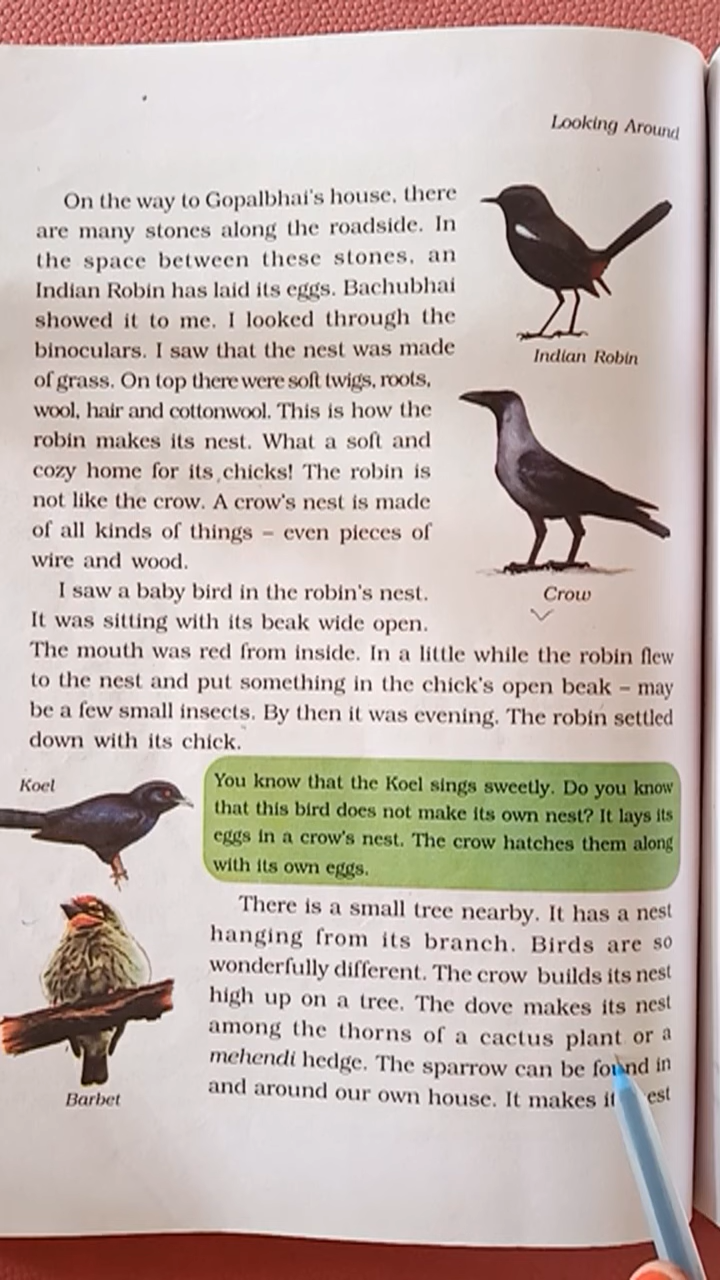 Looking Around
On the way to Gopalbhai's house, there
are many stones along the roadside. In
the space between these stones, an
Indian Robin has laid its eggs. Bachubhai
showed it to me. I looked through the
binoculars. I saw that the nest was made
of grass. On top there were soft twigs, roots,
wool, hair and cottonwool. This is how the
robin makes its nest. What a soft and
cozy home for its chicks! The robin is
not like the crow. A crow's nest is made
of all kinds of things – even pieces of
wire and wood.
Indian Robin
Crow
I saw a baby bird in the robin's nest.
It was sitting with its beak wide open.
The mouth was red from inside. In a little while the robin flew
to the nest and put something in the chick's open beak – may
be a few small insects. By then it was evening. The robin settled
down with its chick.
Koel
You know that the Koel sings sweetly. Do you know
that this bird does not make its own nest? It lays its
eggs in a crow's nest. The crow hatches them along
with its own eggs.
There is a small tree nearby. It has a nest
hanging from its branch. Birds are so
wonderfully different. The crow builds its nest
high up on a tree. The dove makes its nest
among the thorns of a cactus plant or a
mehendi hedge. The sparrow can be found in
and around our own house. It makes
Barbet